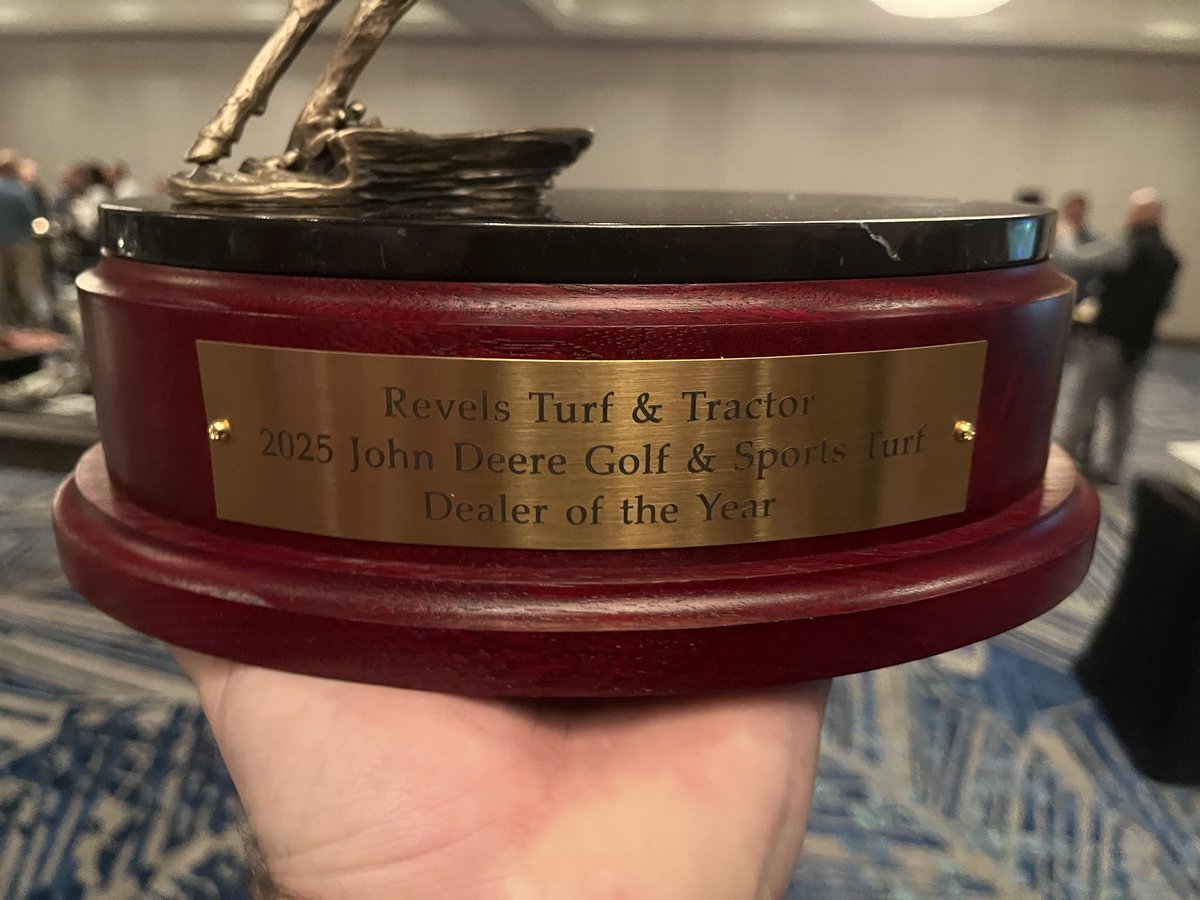 Revels Turf & Tractor
2025 John Deere Golf & Sports Turf
Dealer of the Year